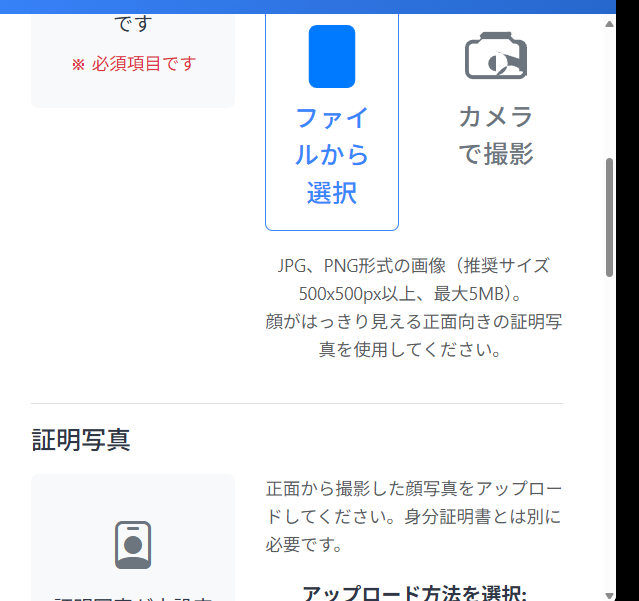 です
※ 必須項目です
ファイ
ルから
選択
カメラ
で撮影
JPG、PNG形式の画像（推奨サイズ
500x500px以上、最大5MB）。
顔がはっきり見える正面向きの証明写
真を使用してください。
証明写真
正面から撮影した顔写真をアップロー
ドしてください。身分証明書とは別に
必要です。
アップロード方法を選択: